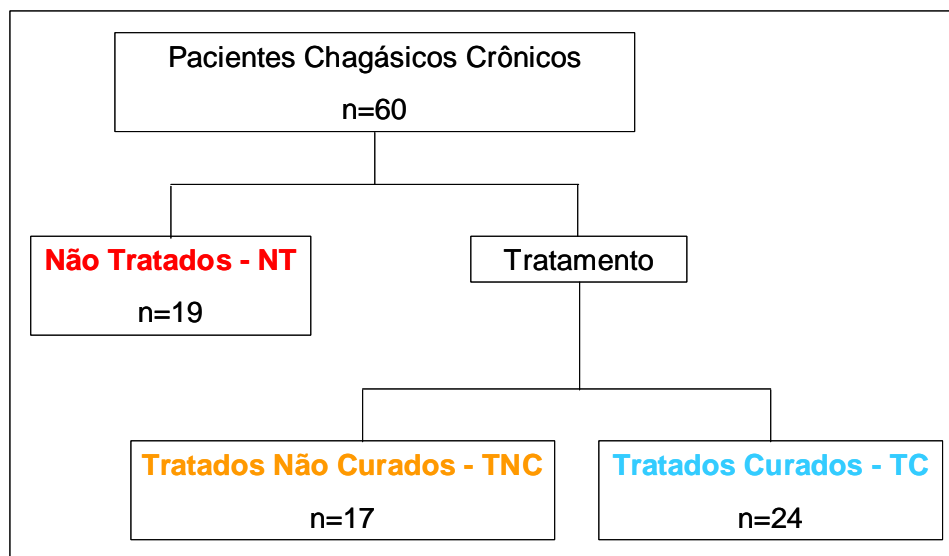 Pacientes Chagásicos Crônicos
n=60
Não Tratados - NT
n=19
Tratamento
Tratados Não Curados - TNC
n=17
Tratados Curados - TC
n=24